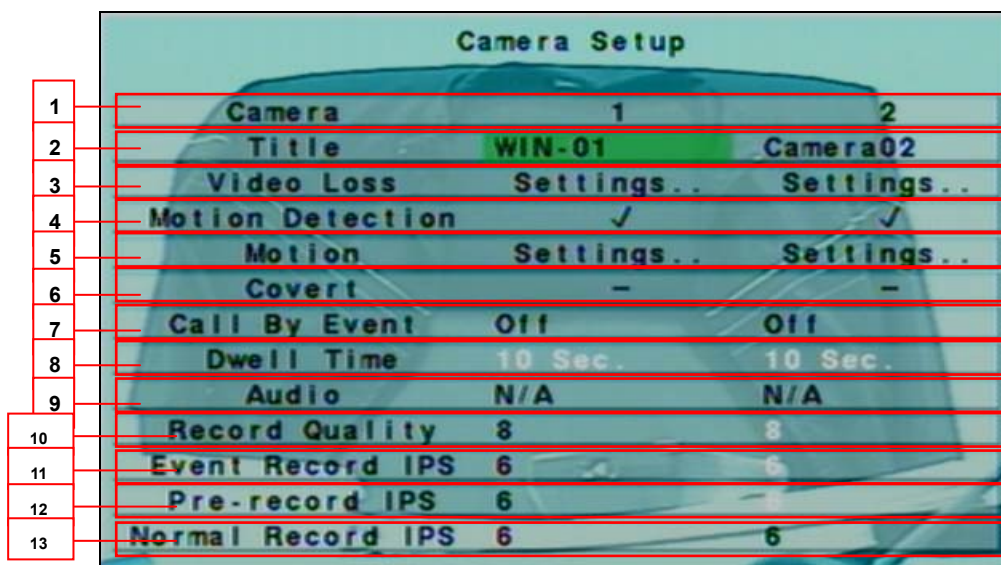 Camera Setup
1 Camera 1 2
2 Title WIN-01 Camera02
3 Video Loss Settings.. Settings..
4 Motion Detection ✓ ✓
5 Motion Settings.. Settings..
6 Covert – –
7 Call By Event Off Off
8 Dwell Time 10 Sec. 10 Sec.
9 Audio N/A N/A
10 Record Quality 8 8
11 Event Record IPS 6 6
12 Pre-record IPS 6
13 Normal Record IPS 6 6